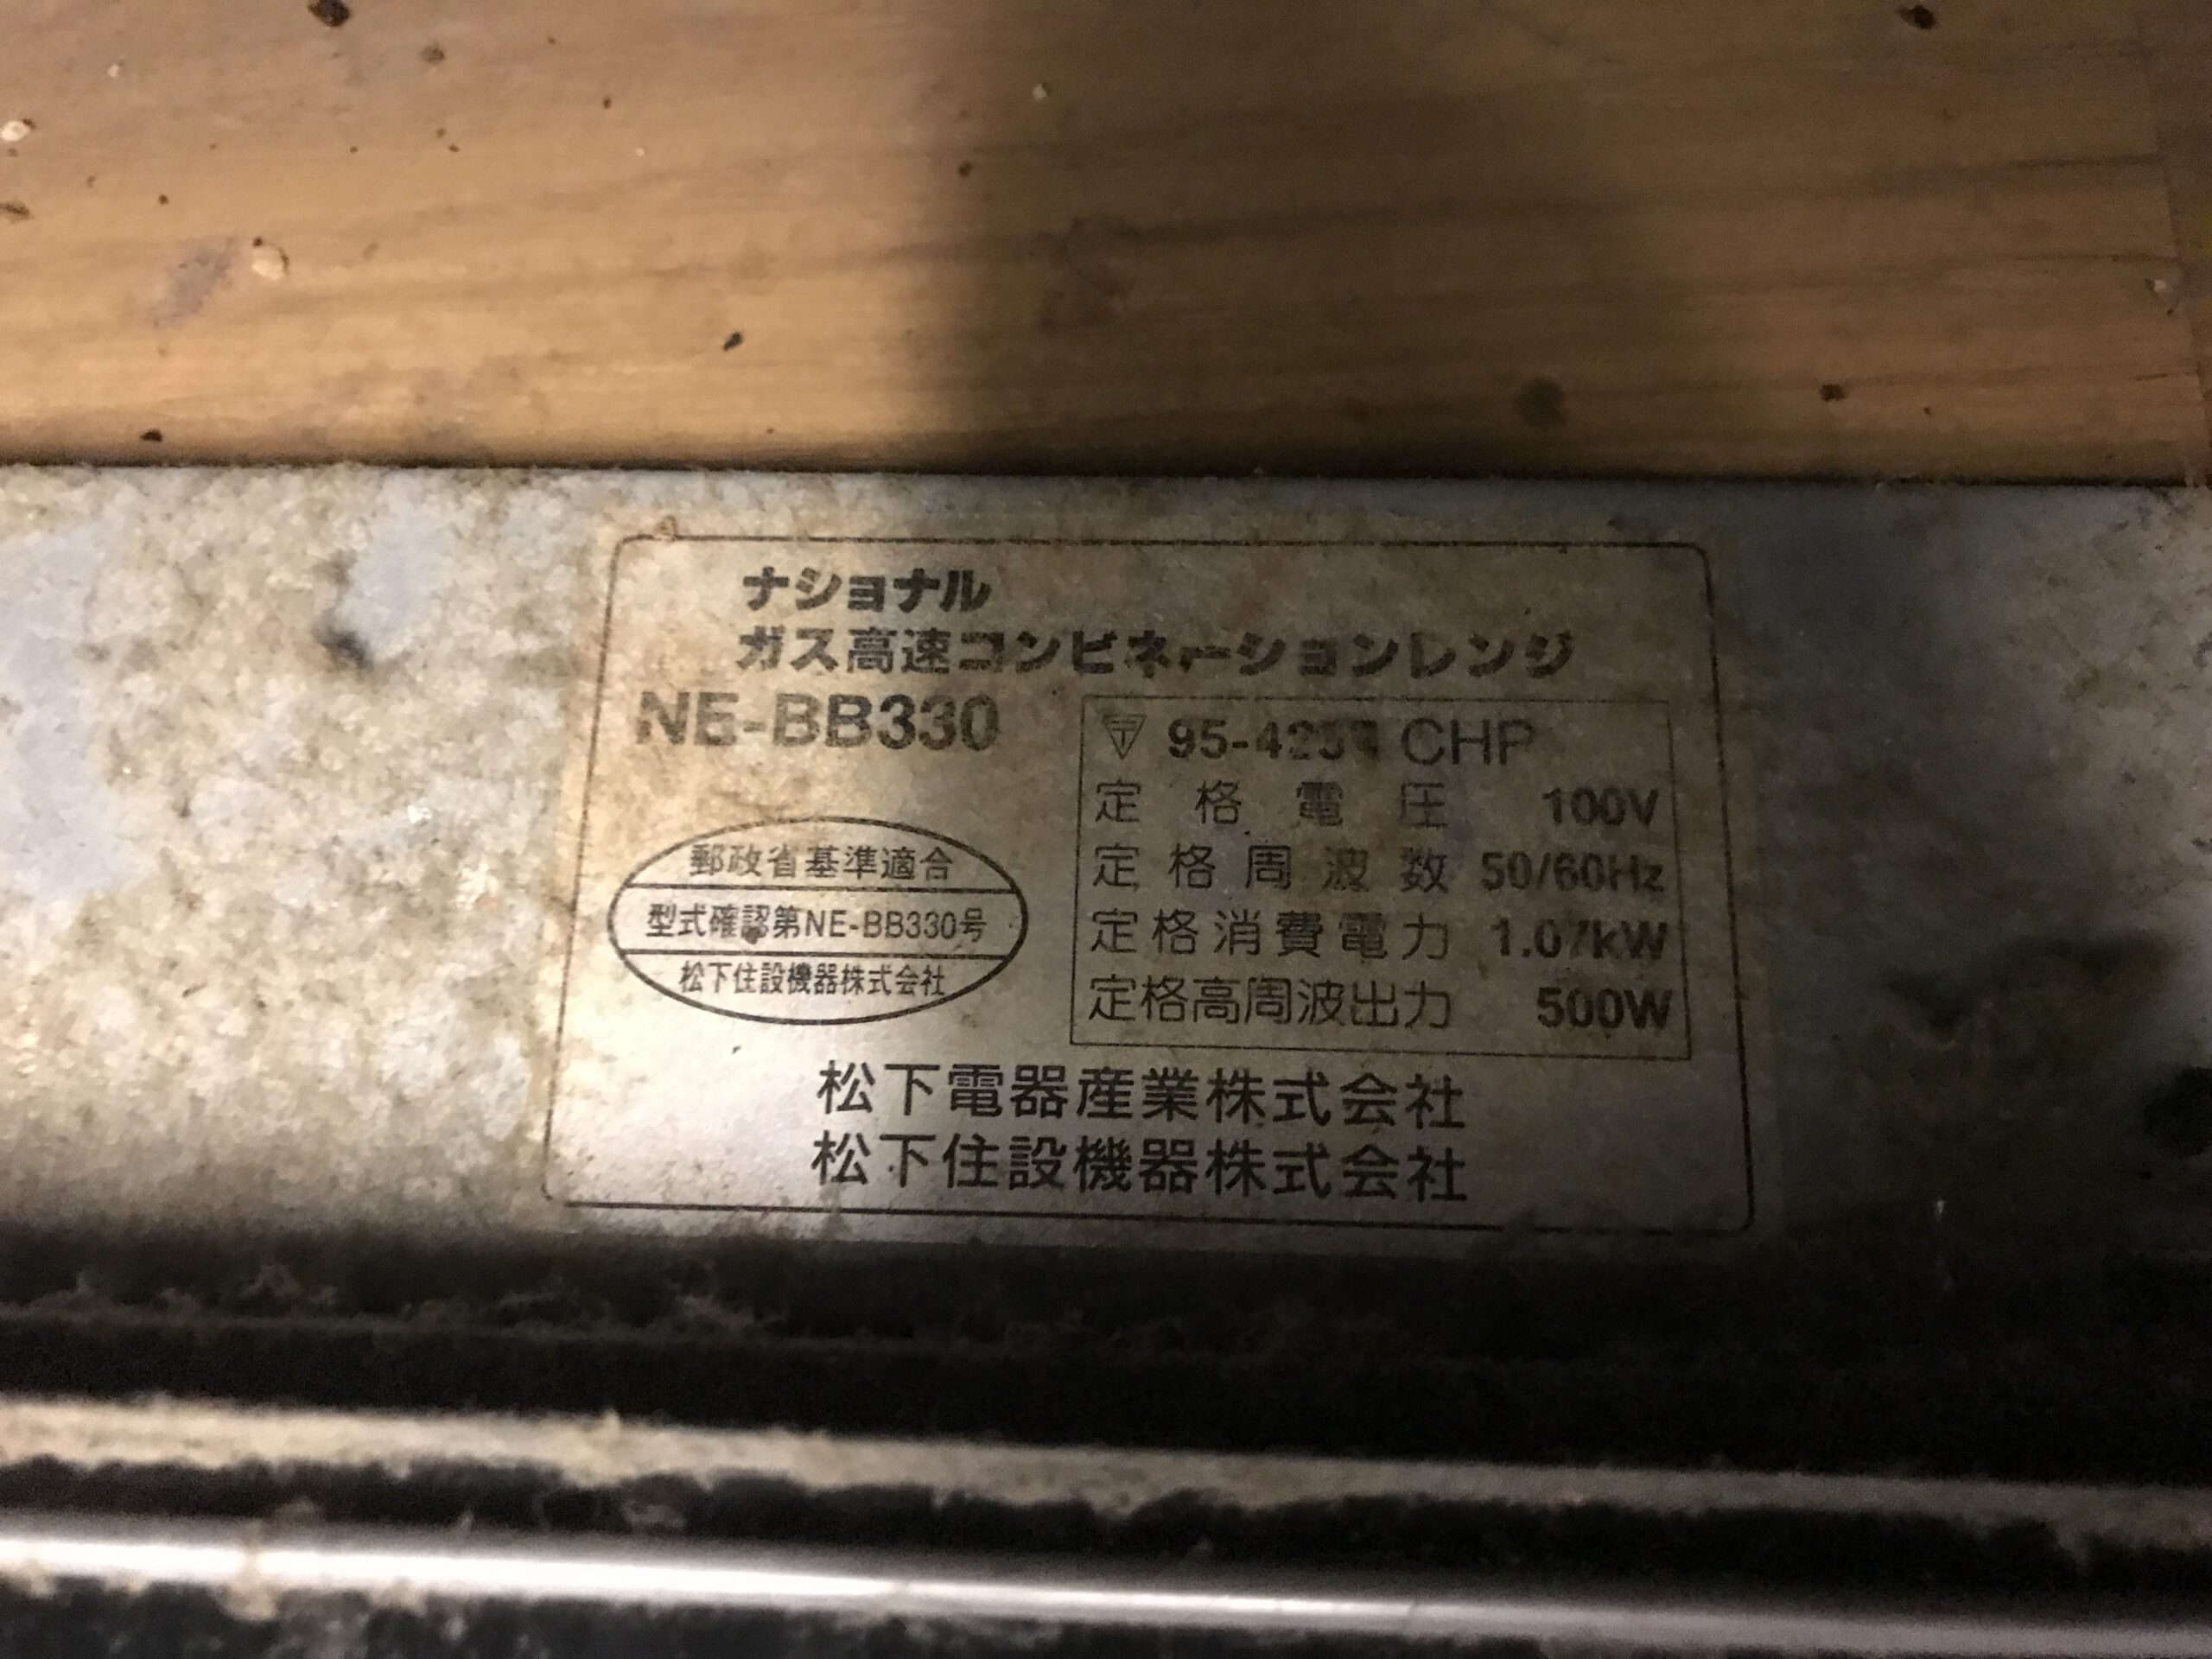 ナショナル
ガス高速コンビネーションレンジ
NE-BB330
郵政省基準適合
型式確認第NE-BB330号
松下住設機器株式会社
〒 CHP
定格電圧 100V
定格周波数 50/60Hz
定格消費電力 1.07kW
定格高周波出力 500W
松下電器産業株式会社
松下住設機器株式会社